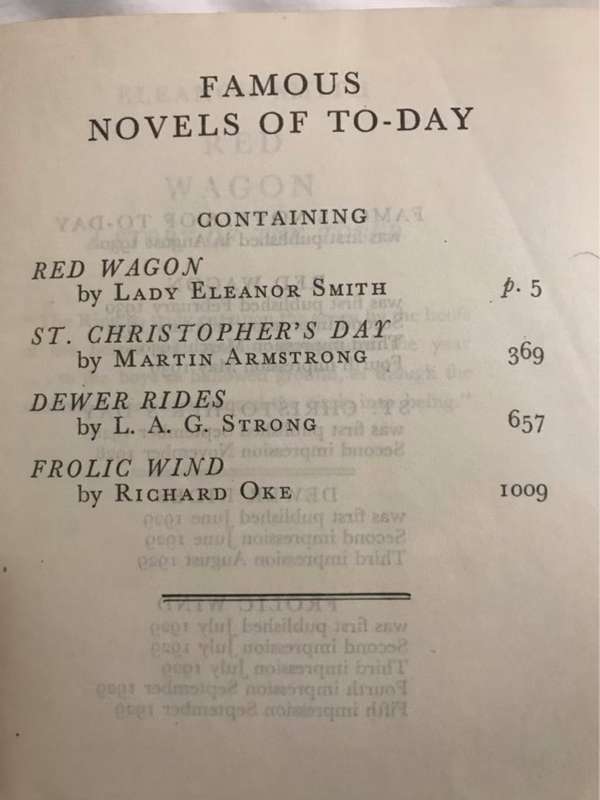 FAMOUS
NOVELS OF TO-DAY
CONTAINING
RED WAGON
by LADY ELEANOR SMITH p. 5
ST. CHRISTOPHER'S DAY
by MARTIN ARMSTRONG 369
DEWER RIDES
by L. A. G. STRONG 657
FROLIC WIND
by RICHARD OKE 1009